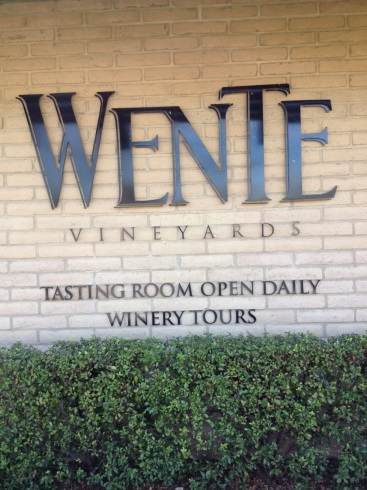 WENTE
VINEYARDS
TASTING ROOM OPEN DAILY
WINERY TOURS